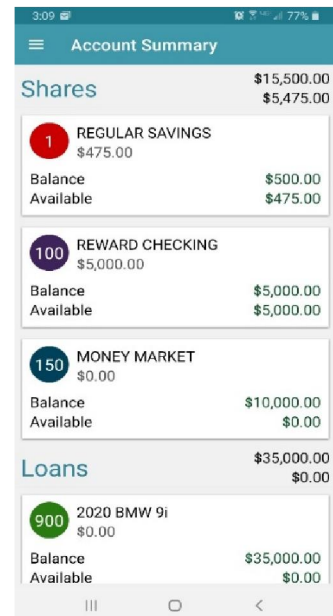 3:09 77%
Account Summary
Shares $15,500.00
$5,475.00
1 REGULAR SAVINGS
$475.00
Balance $500.00
Available $475.00
100 REWARD CHECKING
$5,000.00
Balance $5,000.00
Available $5,000.00
150 MONEY MARKET
$0.00
Balance $10,000.00
Available $0.00
Loans $35,000.00
$0.00
900 2020 BMW 9i
$0.00
Balance $35,000.00
Available $0.00